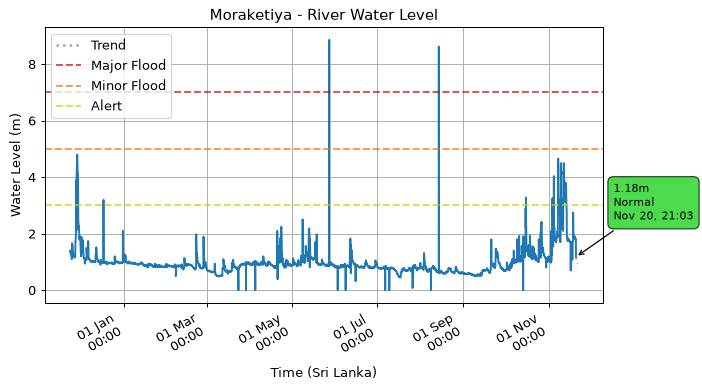 Moraketiya - River Water Level
Trend
Major Flood
Minor Flood
Alert
Water Level (m)
8
6
4
2
0
1.18m
Normal
Nov 20, 21:03
01 Jan
00:00
01 Mar
00:00
01 May
00:00
01 Jul
00:00
01 Sep
00:00
01 Nov
00:00
Time (Sri Lanka)